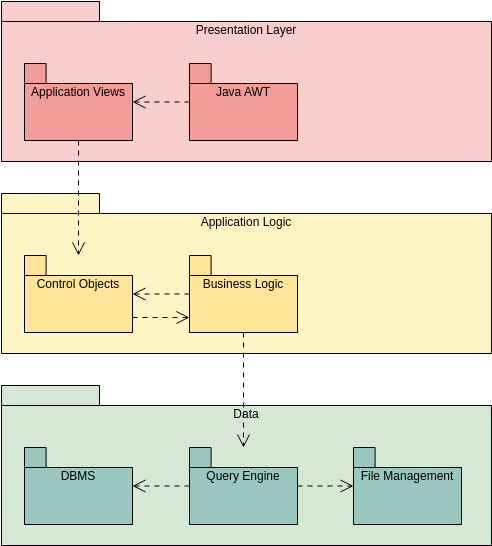 Presentation Layer
Application Views
Java AWT
Application Logic
Control Objects
Business Logic
Data
DBMS
Query Engine
File Management